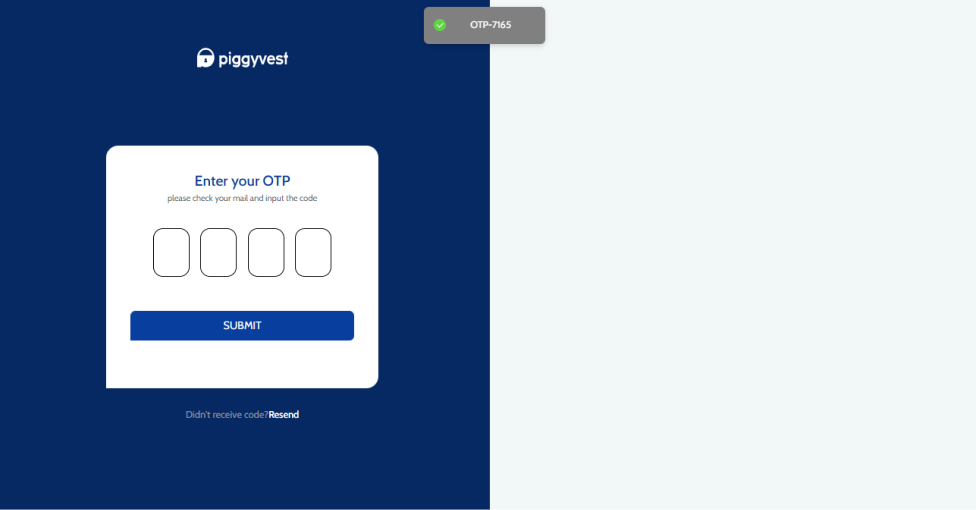 OTP-7165
piggyvest
Enter your OTP
please check your mail and input the code
SUBMIT
Didn't receive code?Resend